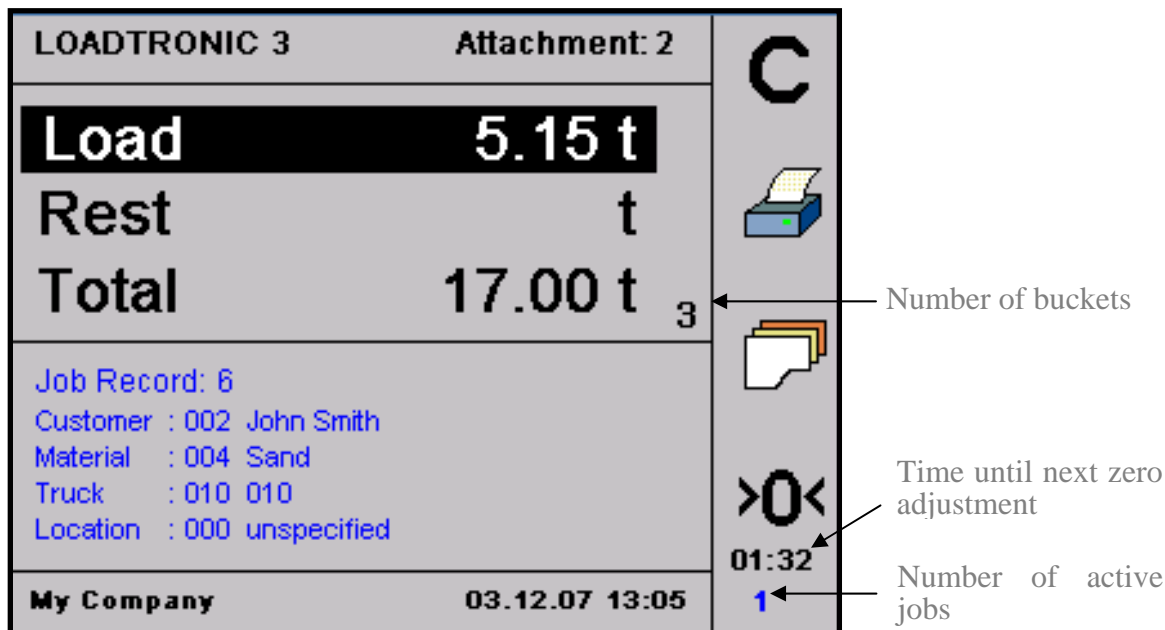 LOADTRONIC 3 Attachment: 2
C
Load 5.15 t
Rest t
Total 17.00 t 3
Number of buckets
Job Record: 6
Customer : 002 John Smith
Material : 004 Sand
Truck : 010 010
Location : 000 unspecified
>0<
Time until next zero
adjustment
01:32
My Company 03.12.07 13:05
1
Number of active
jobs